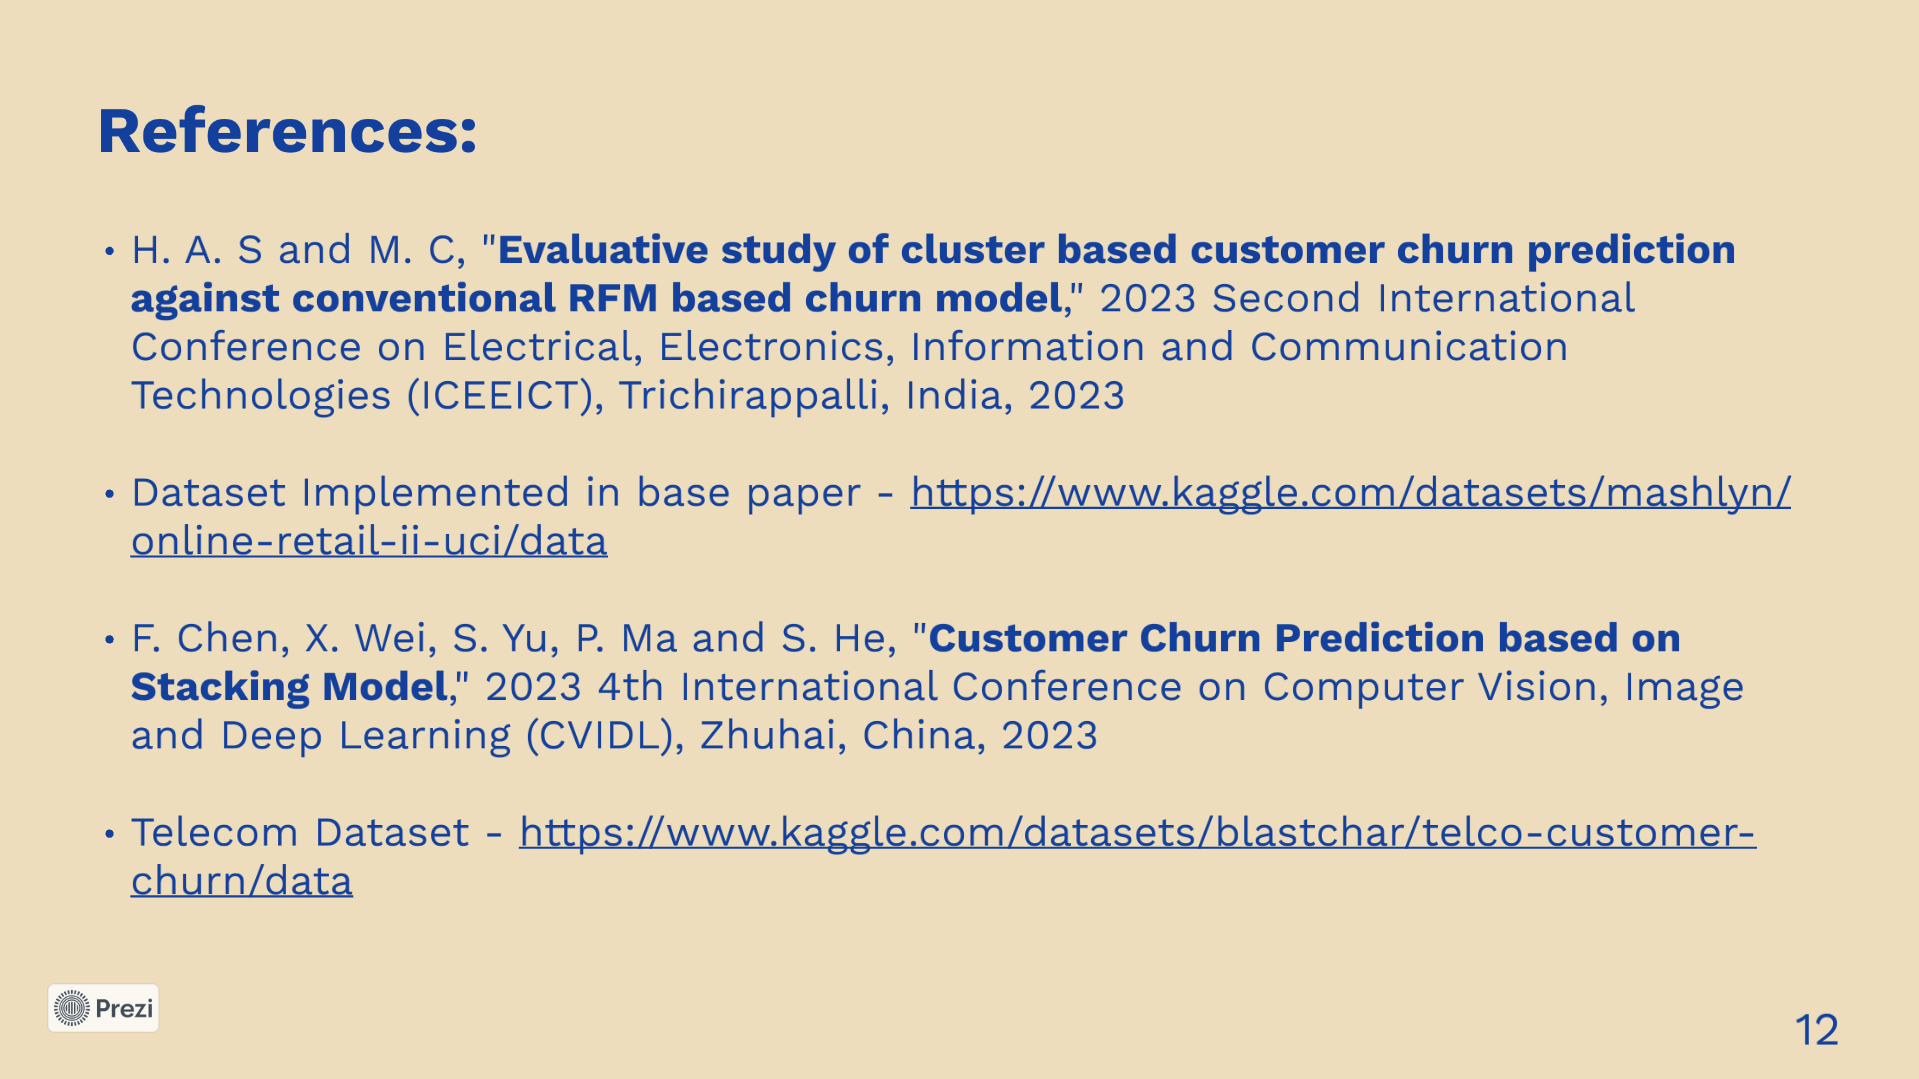 References:
• H. A. S and M. C, "Evaluative study of cluster based customer churn prediction
against conventional RFM based churn model," 2023 Second International
Conference on Electrical, Electronics, Information and Communication
Technologies (ICEEICT), Trichirappalli, India, 2023
• Dataset Implemented in base paper - https://www.kaggle.com/datasets/mashlyn/
online-retail-ii-uci/data
• F. Chen, X. Wei, S. Yu, P. Ma and S. He, "Customer Churn Prediction based on
Stacking Model," 2023 4th International Conference on Computer Vision, Image
and Deep Learning (CVIDL), Zhuhai, China, 2023
• Telecom Dataset - https://www.kaggle.com/datasets/blastchar/telco-customer-
churn/data
Prezi
12